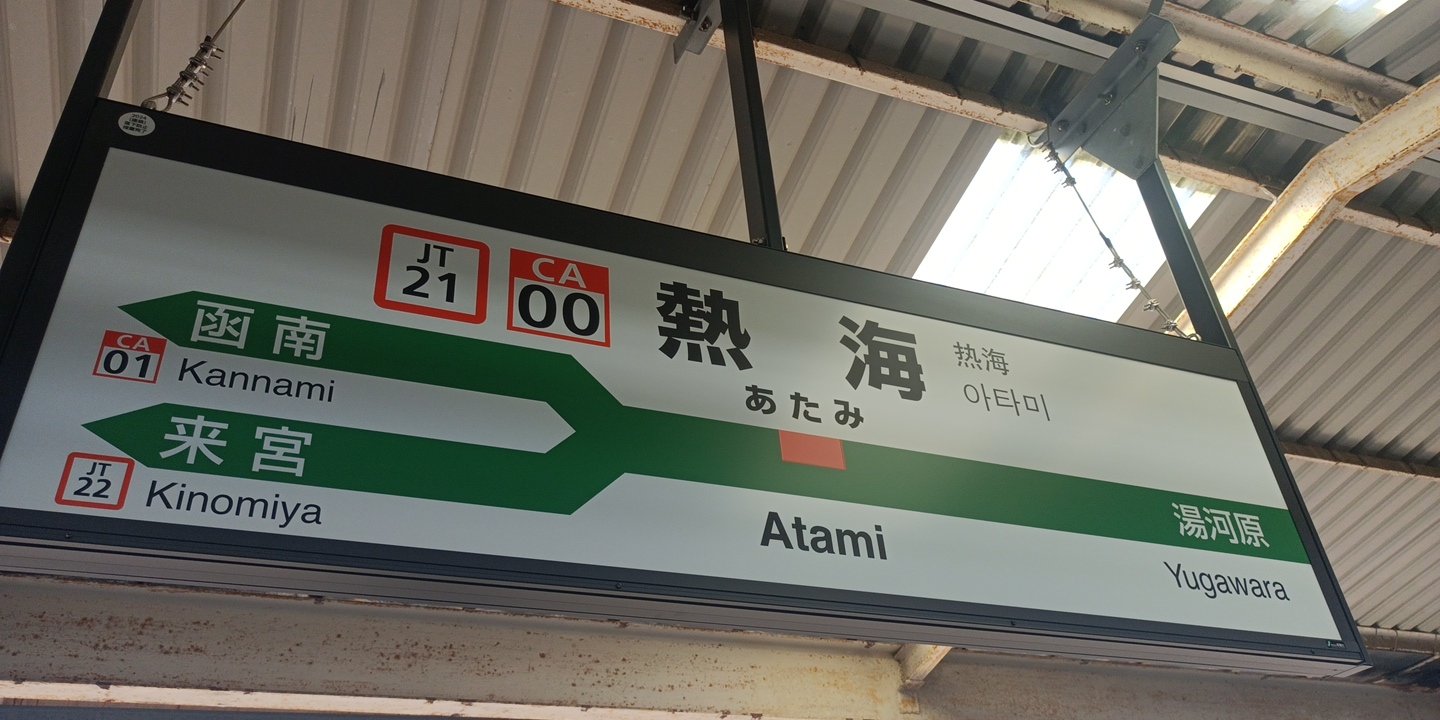 JT
21
CA
00
熱海
热海
아타미
あたみ
函南
CA
01
Kannami
来宮
JT
22
Kinomiya
Atami
湯河原
Yugawara